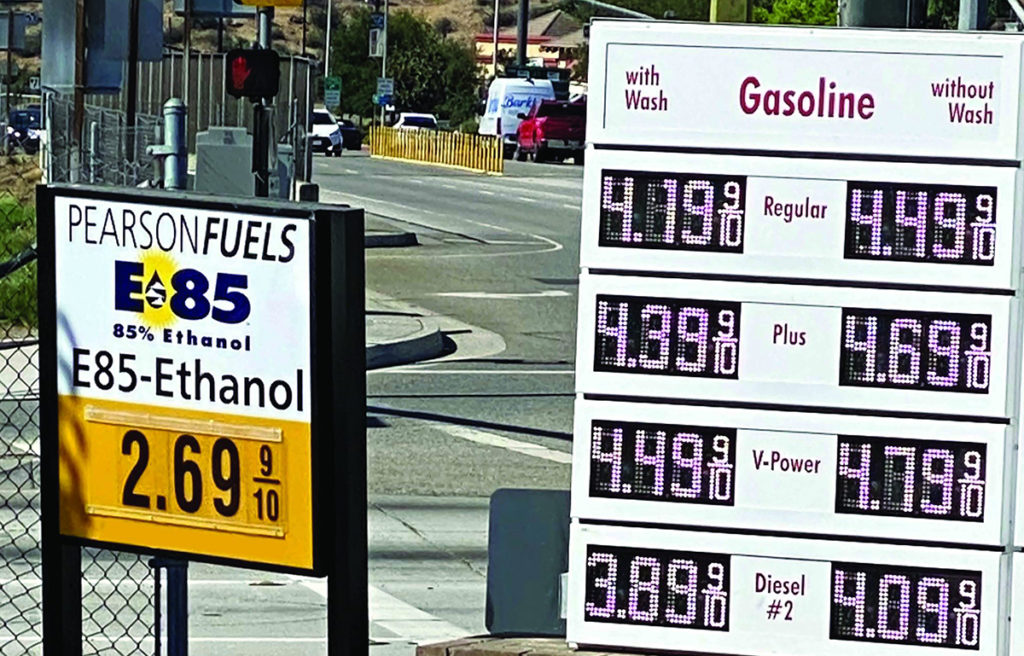 PEARSONFUELS
E85
85% Ethanol
E85-Ethanol
2.69 9/10
with Wash
Gasoline
without Wash
4.19 9/10 Regular 4.49 9/10
4.39 9/10 Plus 4.69 9/10
4.49 9/10 V-Power 4.79 9/10
3.89 9/10 Diesel #2 4.09 9/10